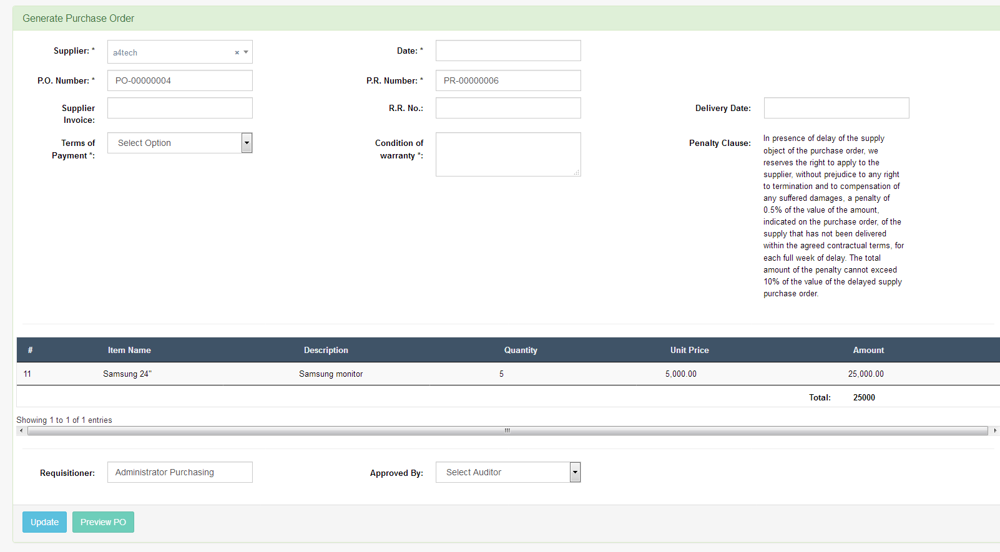 Generate Purchase Order
Supplier: * a4tech × Date: *
P.O. Number: * PO-00000004 P.R. Number: * PR-00000006
Supplier Invoice: R.R. No.: Delivery Date:
Terms of Payment *: Select Option Condition of warranty *: Penalty Clause:
In presence of delay of the supply
object of the purchase order, we
reserves the right to apply to the
supplier, without prejudice to any right
to termination and to compensation of
any suffered damages, a penalty of
0.5% of the value of the amount,
indicated on the purchase order, of the
supply that has not been delivered
within the agreed contractual terms, for
each full week of delay. The total
amount of the penalty cannot exceed
10% of the value of the delayed supply
purchase order.
# Item Name Description Quantity Unit Price Amount
11 Samsung 24" Samsung monitor 5 5,000.00 25,000.00
Total: 25000
Showing 1 to 1 of 1 entries
Requisitioner: Administrator Purchasing Approved By: Select Auditor
Update Preview PO